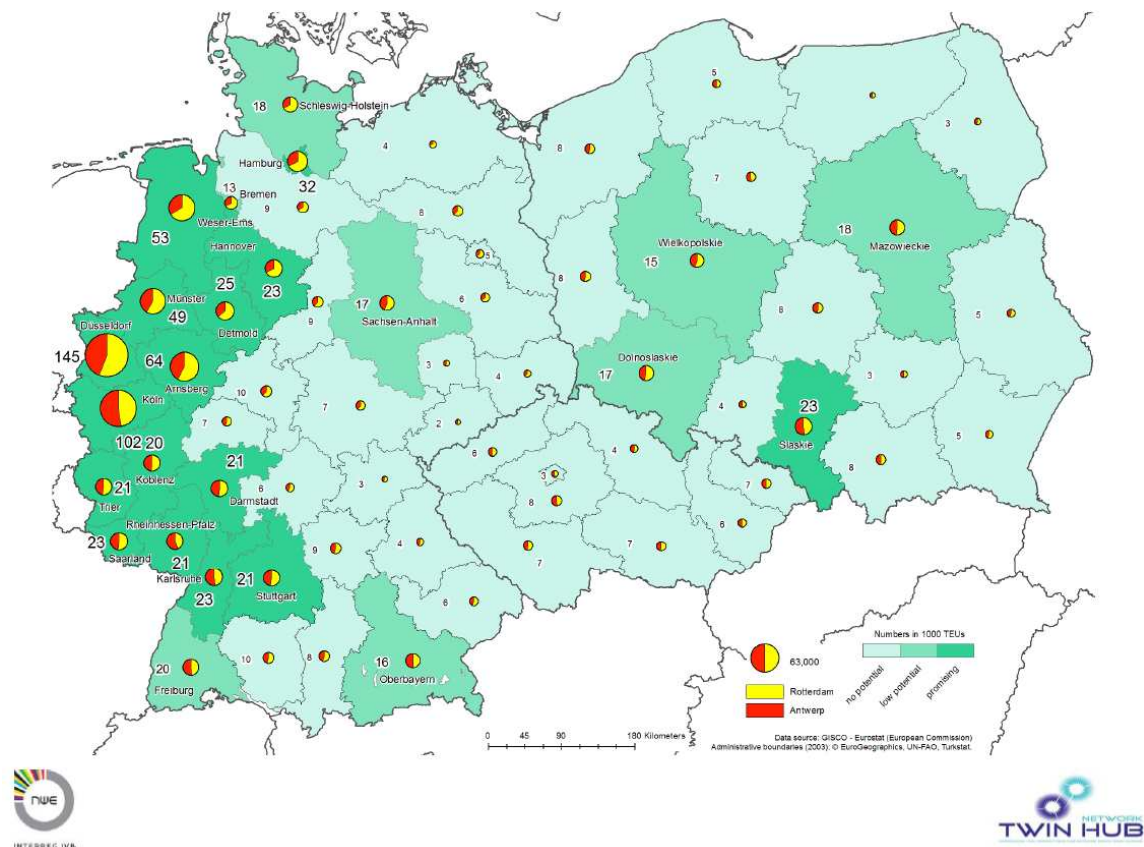 5
3
18
Schleswig-Holstein
4
8
7
Hamburg
32
13
Bremen
9
Weser-Ems
53
8
18
Mazowieckie
Hannover
5
Wielkopolskie
15
23
25
Münster
49
Detmold
9
17
Sachsen-Anhalt
6
8
8
5
Düsseldorf
145
64
Arnsberg
3
4
Dolnoslaskie
17
3
Köln
10
7
7
2
4
23
Slaskie
5
102
20
Koblenz
21
6
4
8
21
Trier
Darmstadt
6
3
3
8
7
Rheinhessen-Pfalz
23
Saarland
21
Karlsruhe
23
21
Stuttgart
9
4
7
7
6
6
20
Freiburg
10
8
16
Oberbayern
63,000
Rotterdam
Antwerp
Numbers in 1000 TEUs
no potential
low potential
promising
0 45 90 180 Kilometers
Data source: GISCO - Eurostat (European Commission)
Administrative boundaries (2003): © EuroGeographics, UN-FAO, Turkstat.
NWE
INTERREG IVB
NETWORK
TWIN HUB